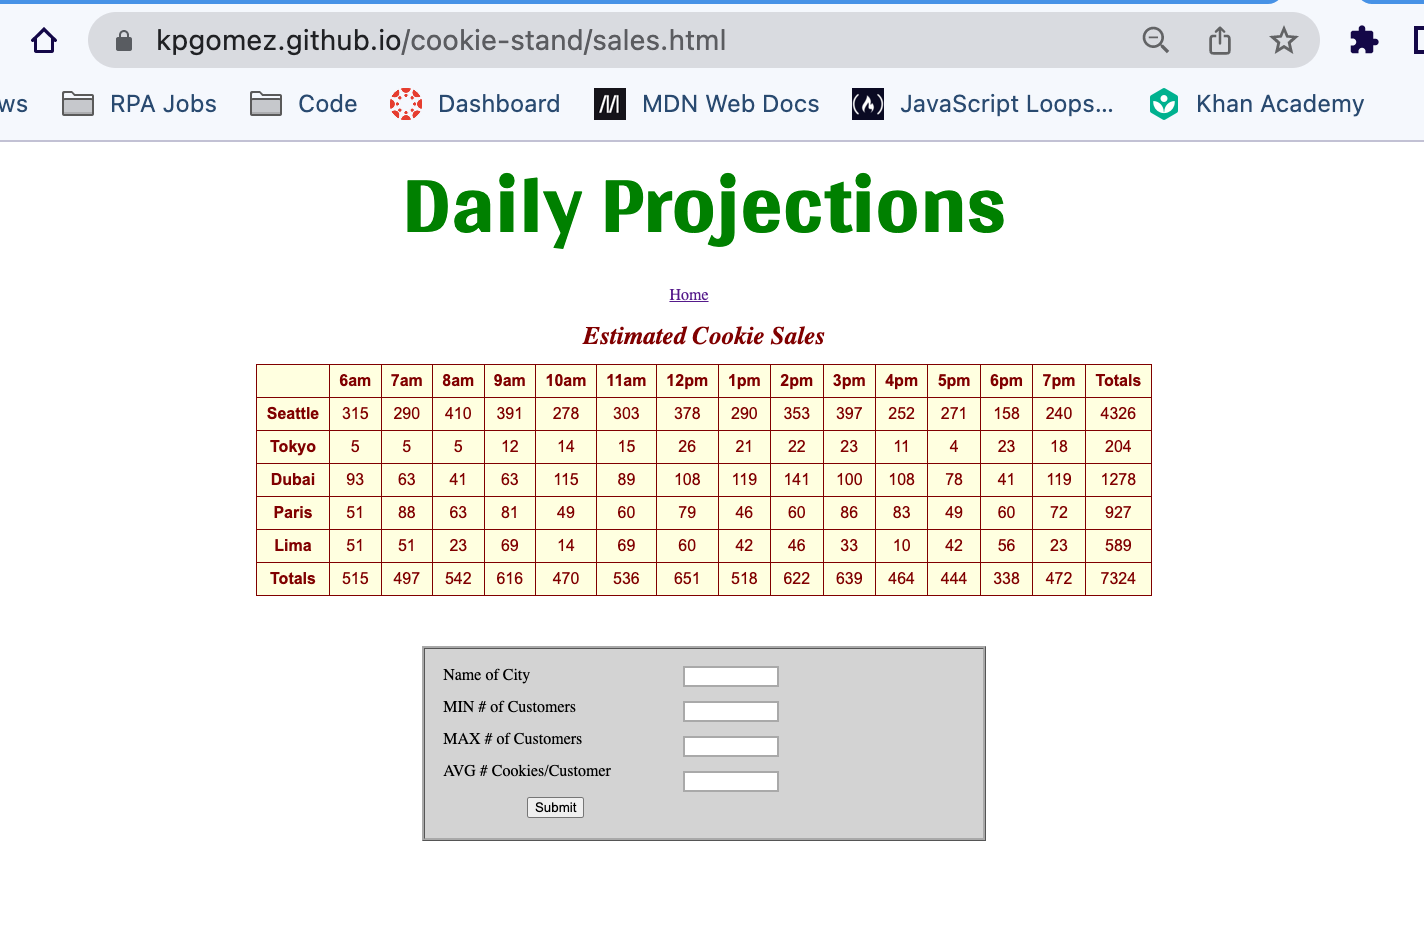 kpgomez.github.io/cookie-stand/sales.html
ws RPA Jobs Code Dashboard MDN Web Docs JavaScript Loops... Khan Academy
Daily Projections
Home
Estimated Cookie Sales
6am 7am 8am 9am 10am 11am 12pm 1pm 2pm 3pm 4pm 5pm 6pm 7pm Totals
Seattle 315 290 410 391 278 303 378 290 353 397 252 271 158 240 4326
Tokyo 5 5 5 12 14 15 26 21 22 23 11 4 23 18 204
Dubai 93 63 41 63 115 89 108 119 141 100 108 78 41 119 1278
Paris 51 88 63 81 49 60 79 46 60 86 83 49 60 72 927
Lima 51 51 23 69 14 69 60 42 46 33 10 42 56 23 589
Totals 515 497 542 616 470 536 651 518 622 639 464 444 338 472 7324
Name of City
MIN # of Customers
MAX # of Customers
AVG # Cookies/Customer
Submit